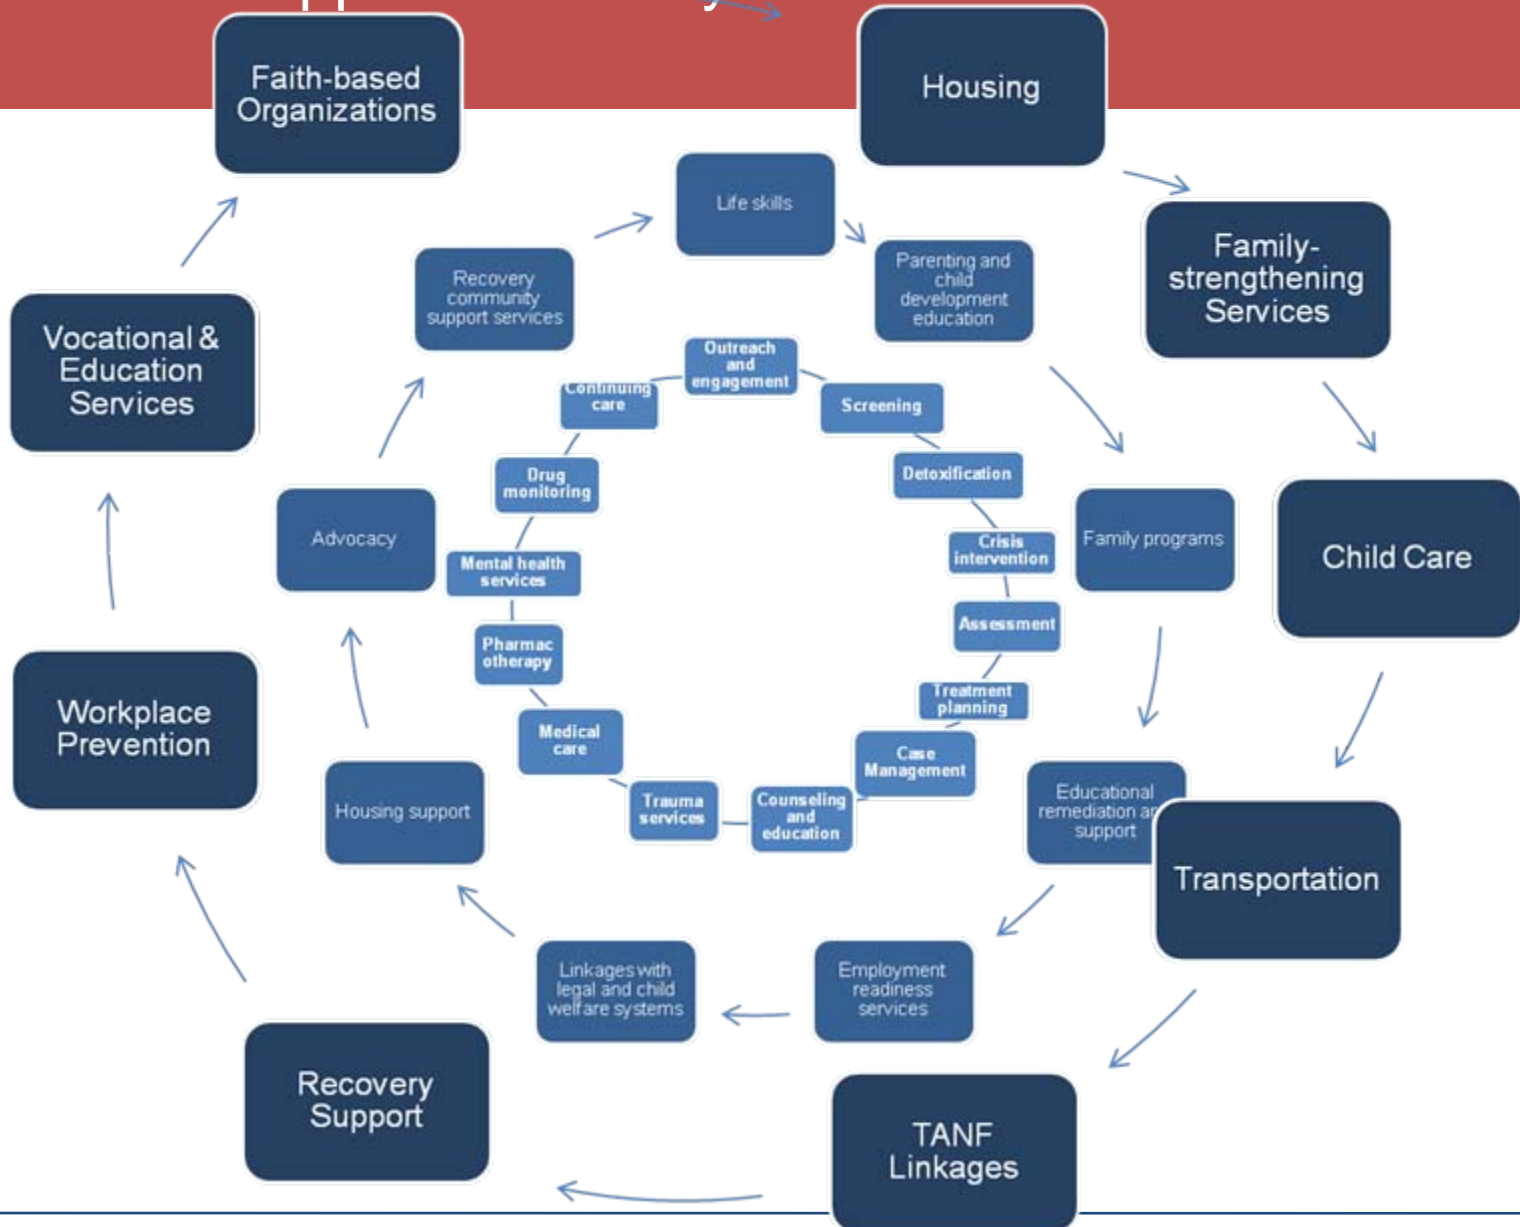 Faith-based
Organizations
Housing
Family-
strengthening
Services
Child Care
Transportation
TANF
Linkages
Recovery
Support
Workplace
Prevention
Vocational &
Education
Services
Life skills
Parenting and
child
development
education
Family programs
Educational
remediation
support
Employment
readiness
services
Linkages with
legal and child
welfare systems
Housing support
Advocacy
Recovery
community
support services
Outreach
and
engagement
Screening
Detoxification
Crisis
intervention
Assessment
Treatment
planning
Case
Management
Counseling
and
education
Trauma
services
Medical
care
Pharmac
otherapy
Mental health
services
Drug
monitoring
Continuing
care